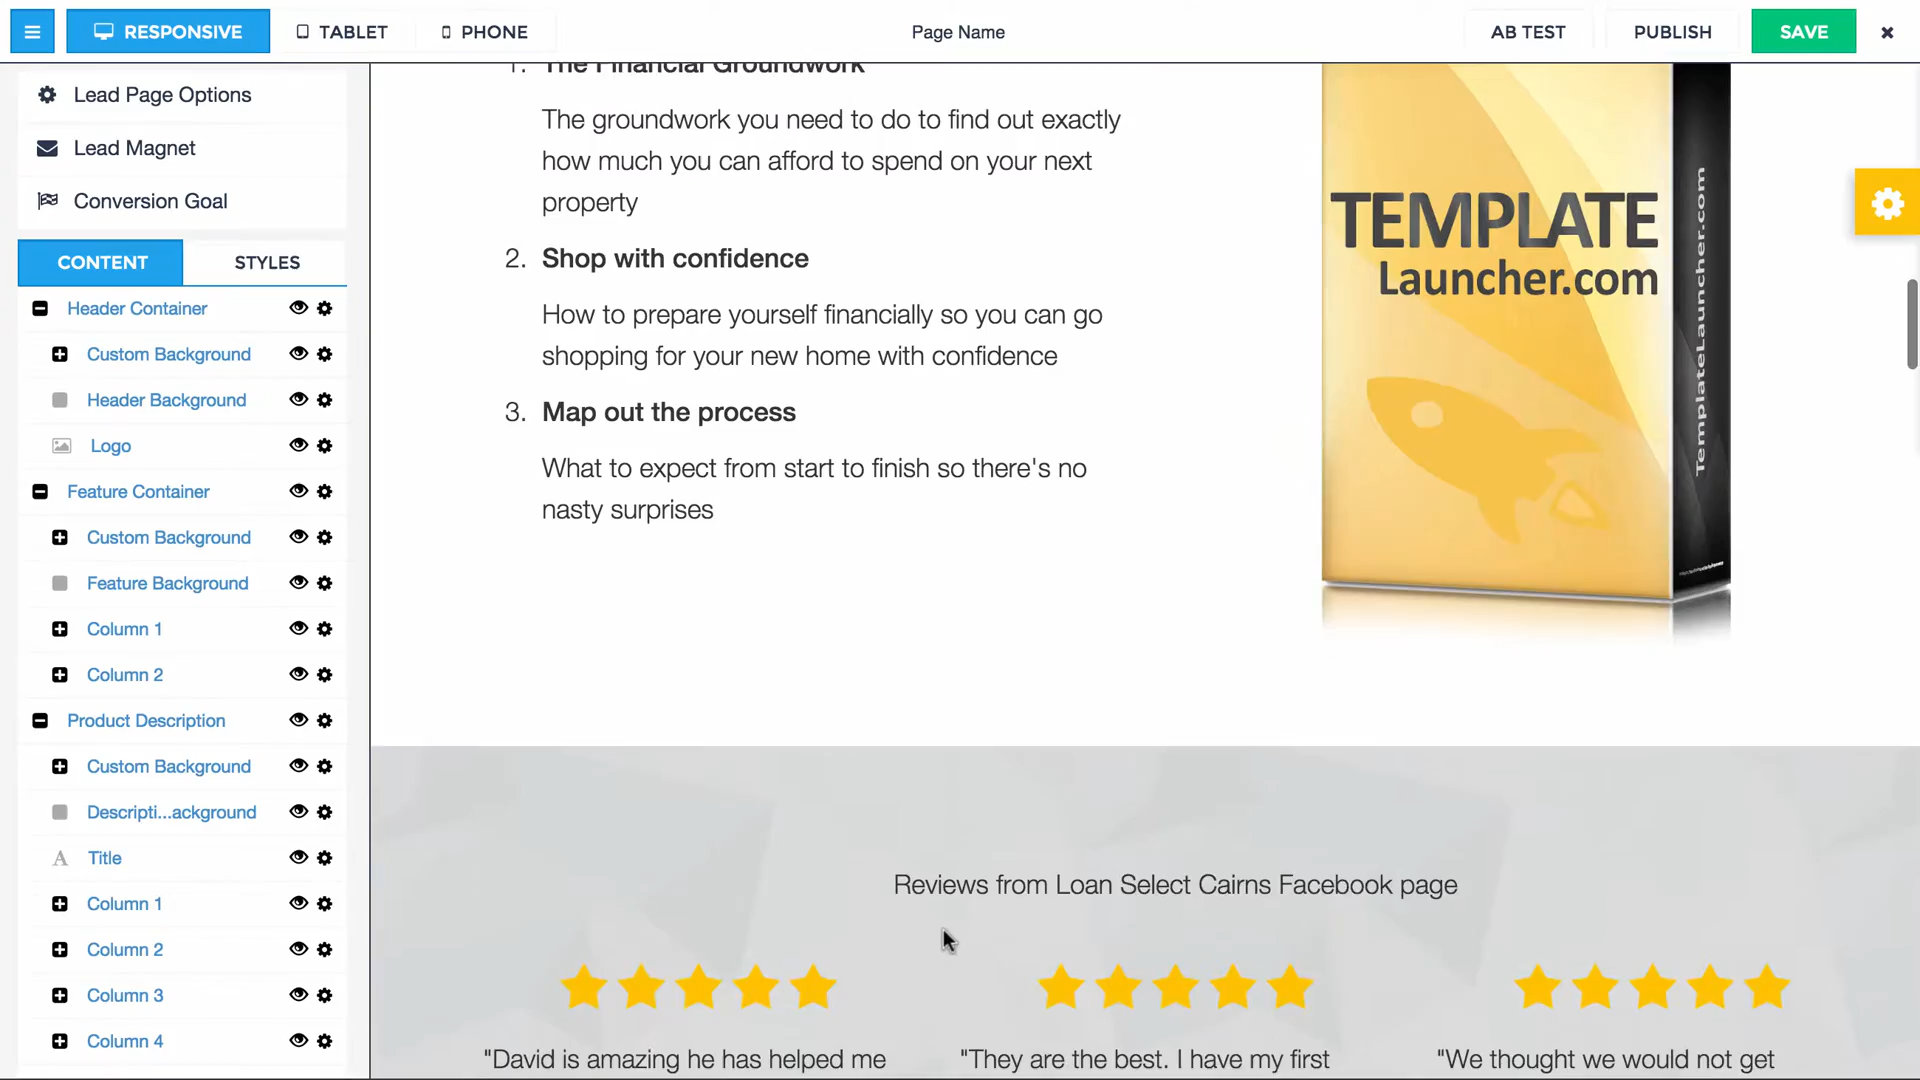 RESPONSIVE TABLET PHONE Page Name AB TEST PUBLISH SAVE
Lead Page Options
Lead Magnet
Conversion Goal
CONTENT STYLES
Header Container
Custom Background
Header Background
Logo
Feature Container
Custom Background
Feature Background
Column 1
Column 2
Product Description
Custom Background
Descripti...ackground
Title
Column 1
Column 2
Column 3
Column 4
1. The Financial Groundwork
The groundwork you need to do to find out exactly
how much you can afford to spend on your next
property
2. Shop with confidence
How to prepare yourself financially so you can go
shopping for your new home with confidence
3. Map out the process
What to expect from start to finish so there's no
nasty surprises
TEMPLATE
Launcher.com
TemplateLauncher.com
Reviews from Loan Select Cairns Facebook page
"David is amazing he has helped me
"They are the best. I have my first
"We thought we would not get